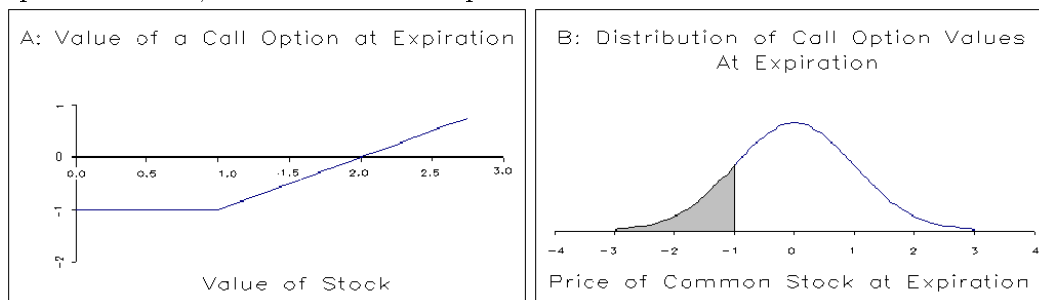 A: Value of a Call Option at Expiration
1
0
0.0 0.5 1.0 1.5 2.0 2.5 3.0
-1
-2
Value of Stock
B: Distribution of Call Option Values
At Expiration
-4 -3 -2 -1 0 1 2 3 4
Price of Common Stock at Expiration